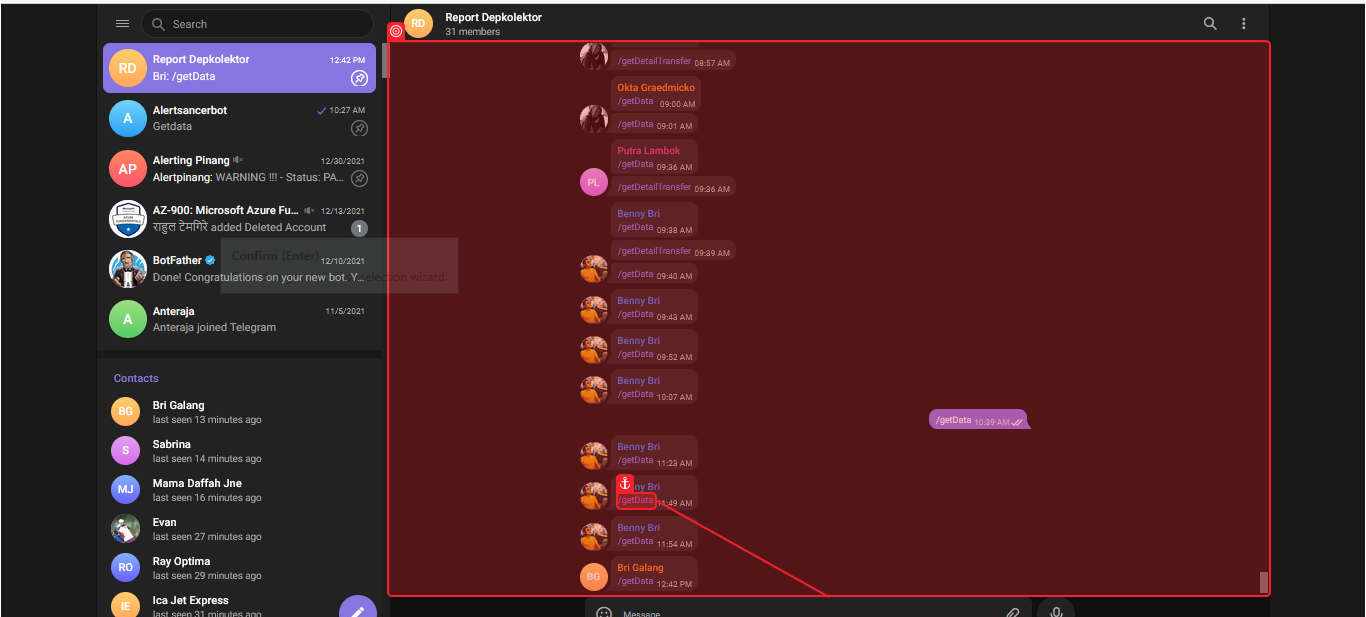 Search
Report Depkolektor
12:42 PM
RD
Bri: /getData
Alertsancerbot
10:27 AM
A
Getdata
Alerting Pinang
12/30/2021
AP
Alertpinang: WARNING !!! - Status: PA...
AZ-900: Microsoft Azure Fu...
12/13/2021
राहुल टेमगिरे added Deleted Account
1
Confirm (Enter)
BotFather
12/10/2021
Done! Congratulations on your new bot. Y...
election wizard.
Anteraja
11/5/2021
A
Anteraja joined Telegram
Contacts
BG
Bri Galang
last seen 13 minutes ago
S
Sabrina
last seen 14 minutes ago
MJ
Mama Daffah Jne
last seen 16 minutes ago
Evan
last seen 27 minutes ago
RO
Ray Optima
last seen 29 minutes ago
IE
Ica Jet Express
last seen 31 minutes ago
RD
Report Depkolektor
31 members
/getDetailTransfer 08:57 AM
Okta Graedmicko
/getData 09:00 AM
/getData 09:01 AM
Putra Lambok
/getData 09:36 AM
PL
/getDetailTransfer 09:36 AM
Benny Bri
/getData 09:38 AM
/getDetailTransfer 09:39 AM
/getData 09:40 AM
Benny Bri
/getData 09:43 AM
Benny Bri
/getData 09:52 AM
Benny Bri
/getData 10:07 AM
/getData 10:39 AM
Benny Bri
/getData 11:23 AM
ny Bri
/getData 11:49 AM
Benny Bri
/getData 11:54 AM
Bri Galang
BG
/getData 12:42 PM
Message